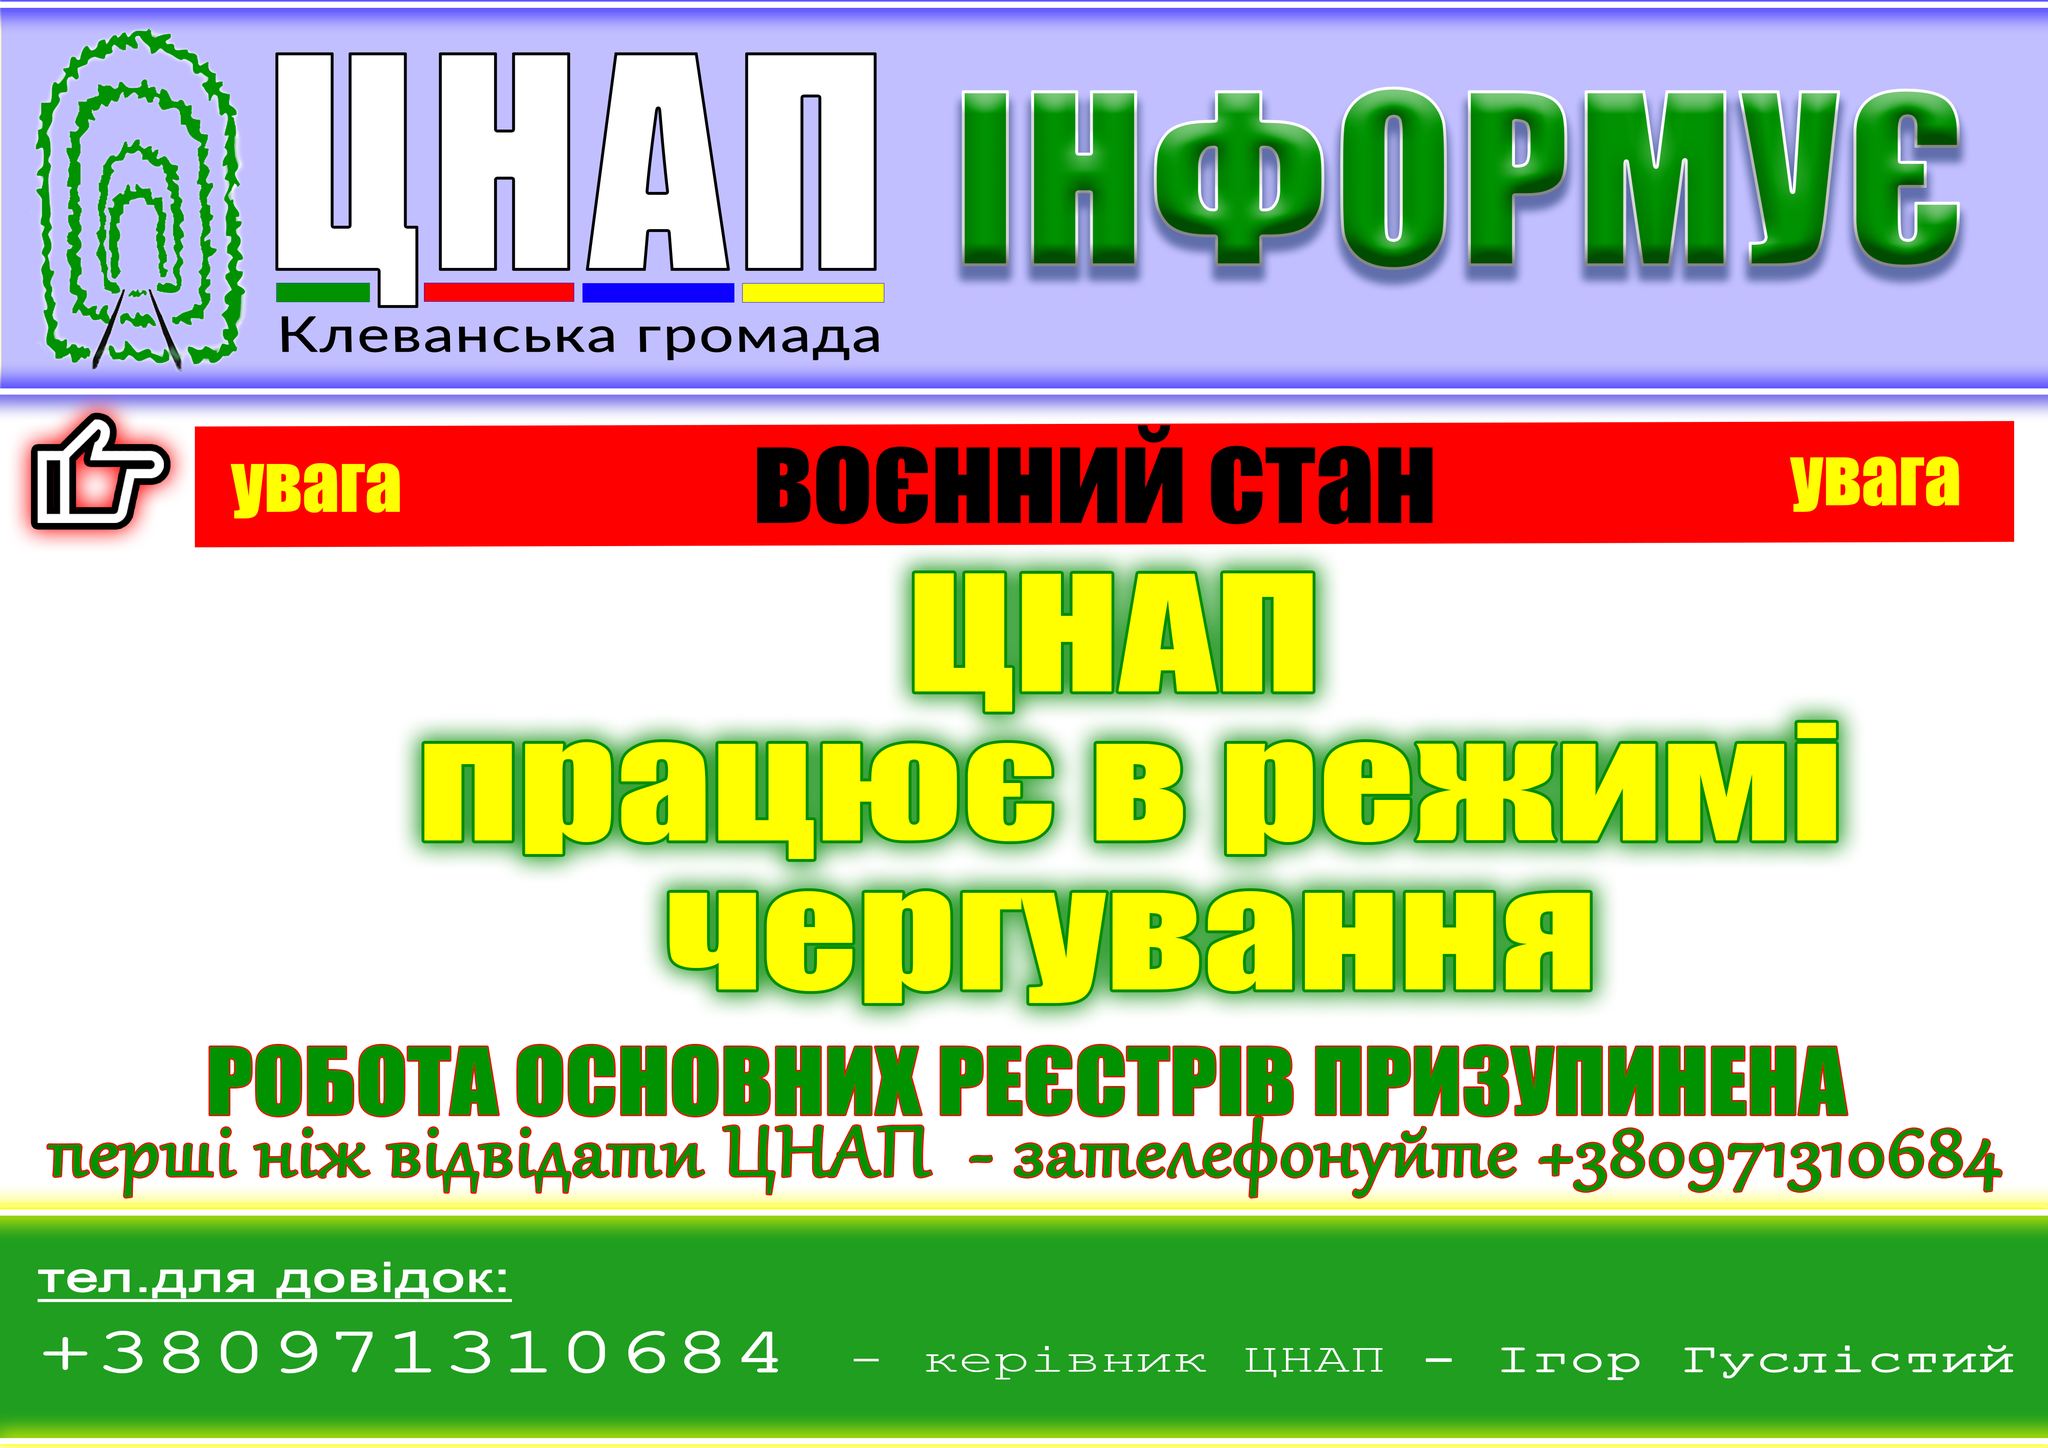 ЦНАП
Клеванська громада
ІНФОРМУЄ
увага воєнний стан увага
ЦНАП
працює в режимі
чергування
РОБОТА ОСНОВНИХ РЕЄСТРІВ ПРИЗУПИНЕНА
перші ніж відвідати ЦНАП - зателефонуйте +380971310684
тел.для довідок:
+380971310684 - керівник ЦНАП - Ігор Гуслістий